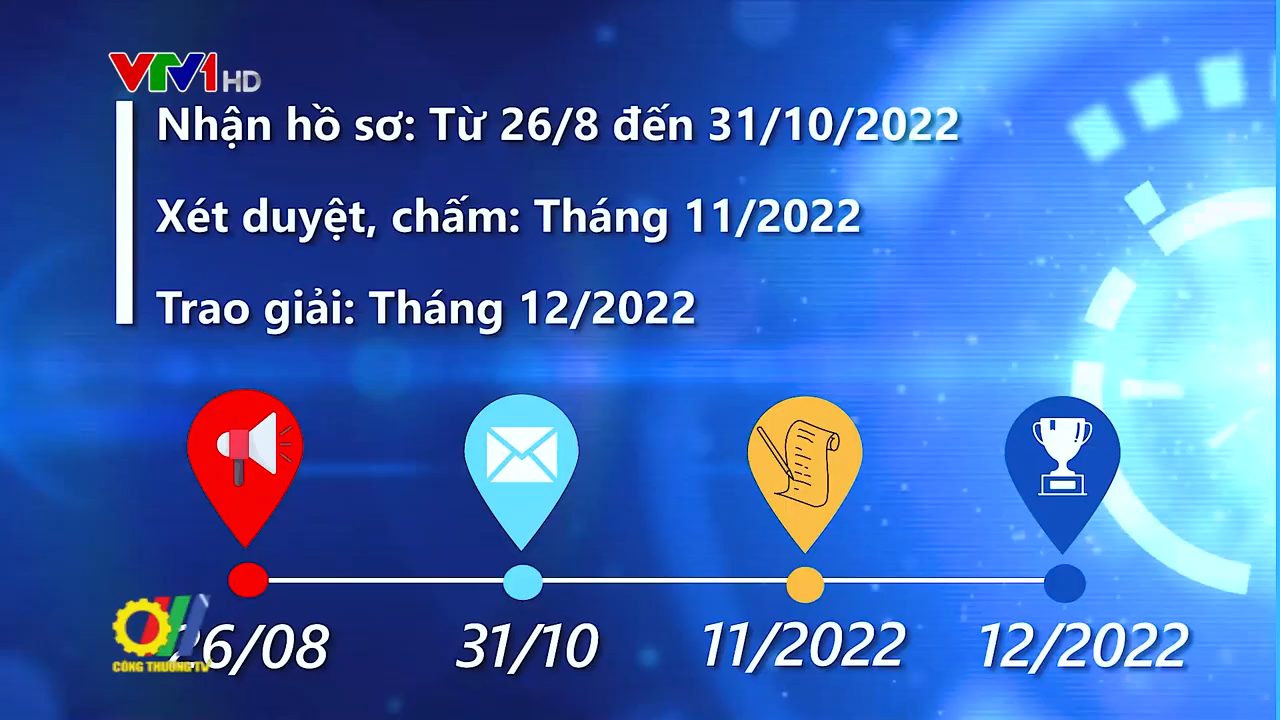 VTV1 HD
Nhận hồ sơ: Từ 26/8 đến 31/10/2022
Xét duyệt, chấm: Tháng 11/2022
Trao giải: Tháng 12/2022
26/08
31/10
11/2022
12/2022
CÔNG THƯƠNG TV